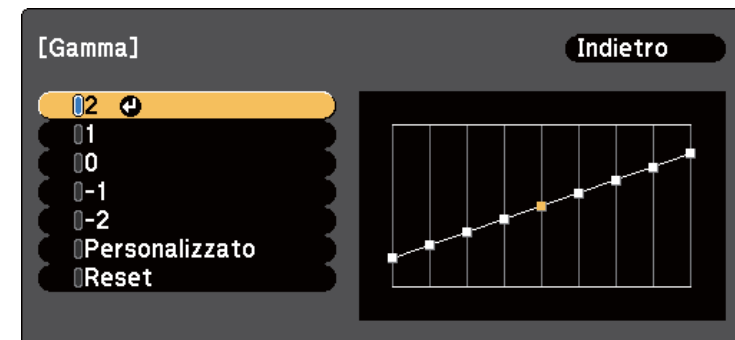 [Gamma]
Indietro
2
1
0
-1
-2
Personalizzato
Reset